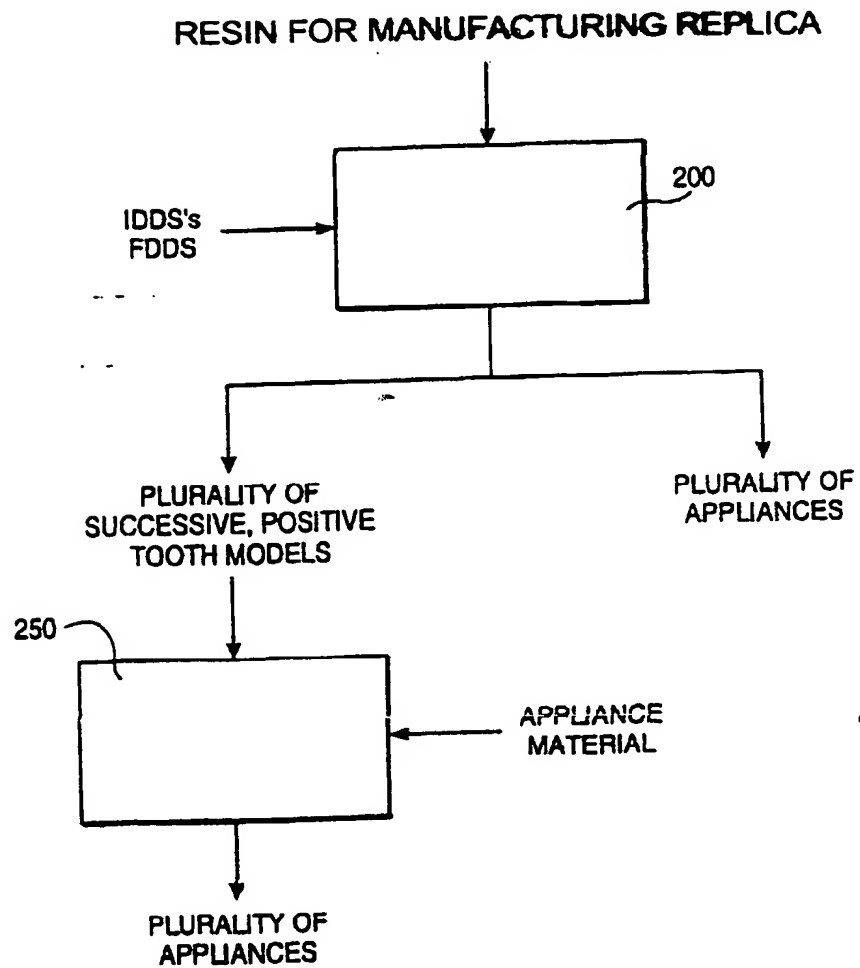 RESIN FOR MANUFACTURING REPLICA
200
IDDS's
FDDS
PLURALITY OF
SUCCESSIVE, POSITIVE
TOOTH MODELS
PLURALITY OF
APPLIANCES
250
APPLIANCE
MATERIAL
PLURALITY OF
APPLIANCES